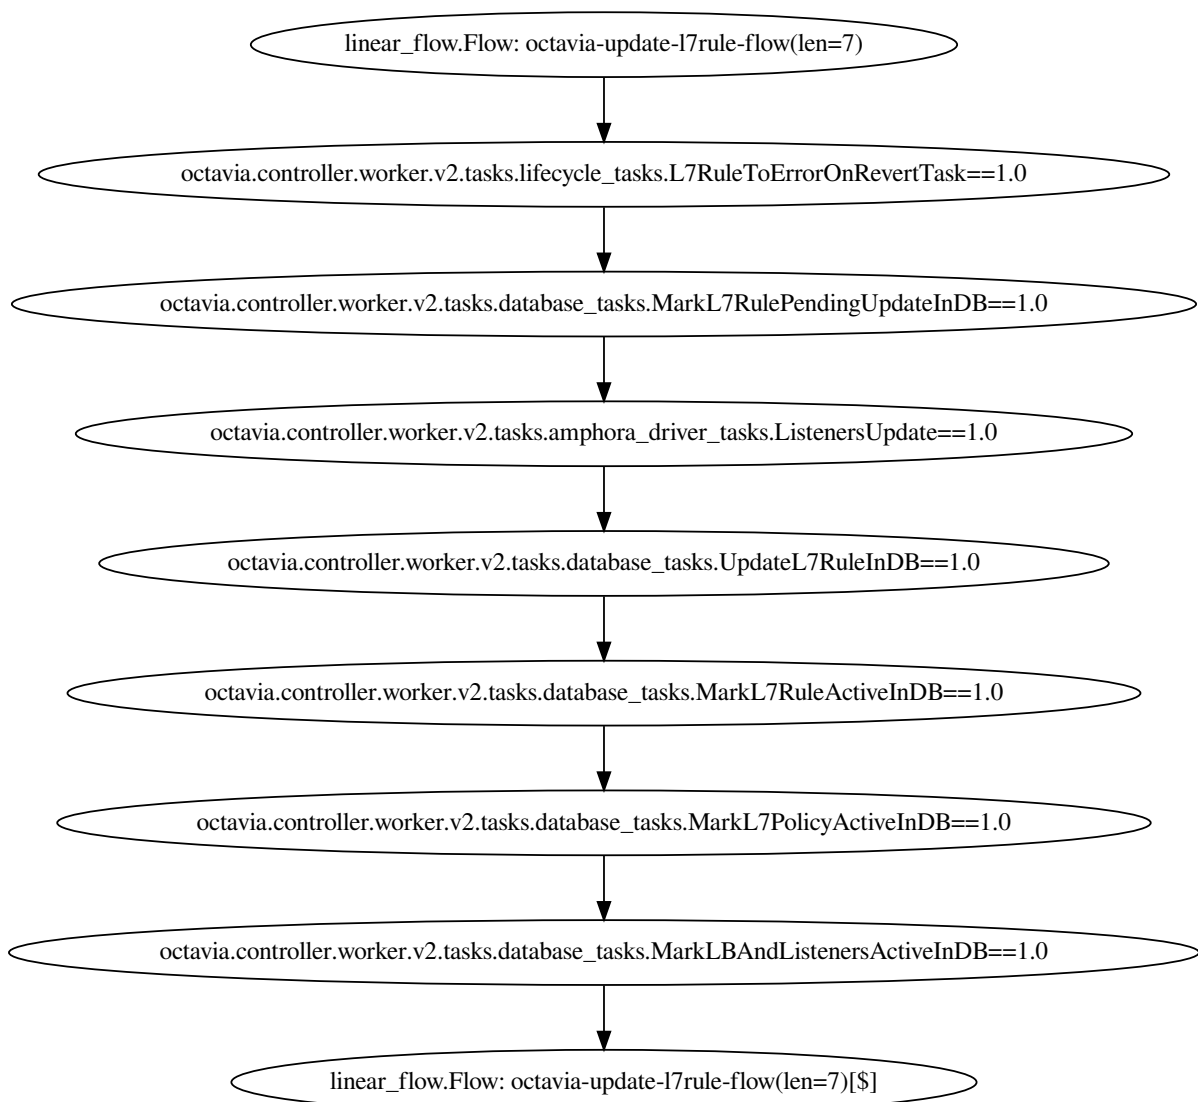 linear_flow.Flow: octavia-update-l7rule-flow(len=7)
octavia.controller.worker.v2.tasks.lifecycle_tasks.L7RuleToErrorOnRevertTask==1.0
octavia.controller.worker.v2.tasks.database_tasks.MarkL7RulePendingUpdateInDB==1.0
octavia.controller.worker.v2.tasks.amphora_driver_tasks.ListenersUpdate==1.0
octavia.controller.worker.v2.tasks.database_tasks.UpdateL7RuleInDB==1.0
octavia.controller.worker.v2.tasks.database_tasks.MarkL7RuleActiveInDB==1.0
octavia.controller.worker.v2.tasks.database_tasks.MarkL7PolicyActiveInDB==1.0
octavia.controller.worker.v2.tasks.database_tasks.MarkLBAndListenersActiveInDB==1.0
linear_flow.Flow: octavia-update-l7rule-flow(len=7)[$]